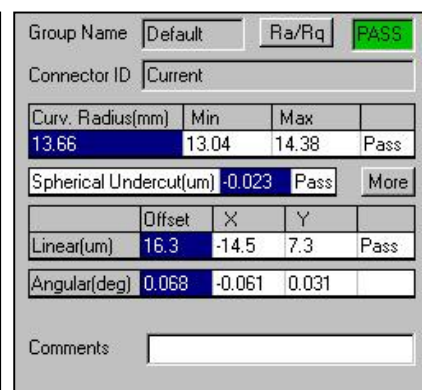 Group Name Default Ra/Rq PASS
Connector ID Current
Curv. Radius(mm) Min Max
13.66 13.04 14.38 Pass
Spherical Undercut(um) -0.023 Pass More
Offset X Y
Linear(um) 16.3 -14.5 7.3 Pass
Angular(deg) 0.068 -0.061 0.031
Comments